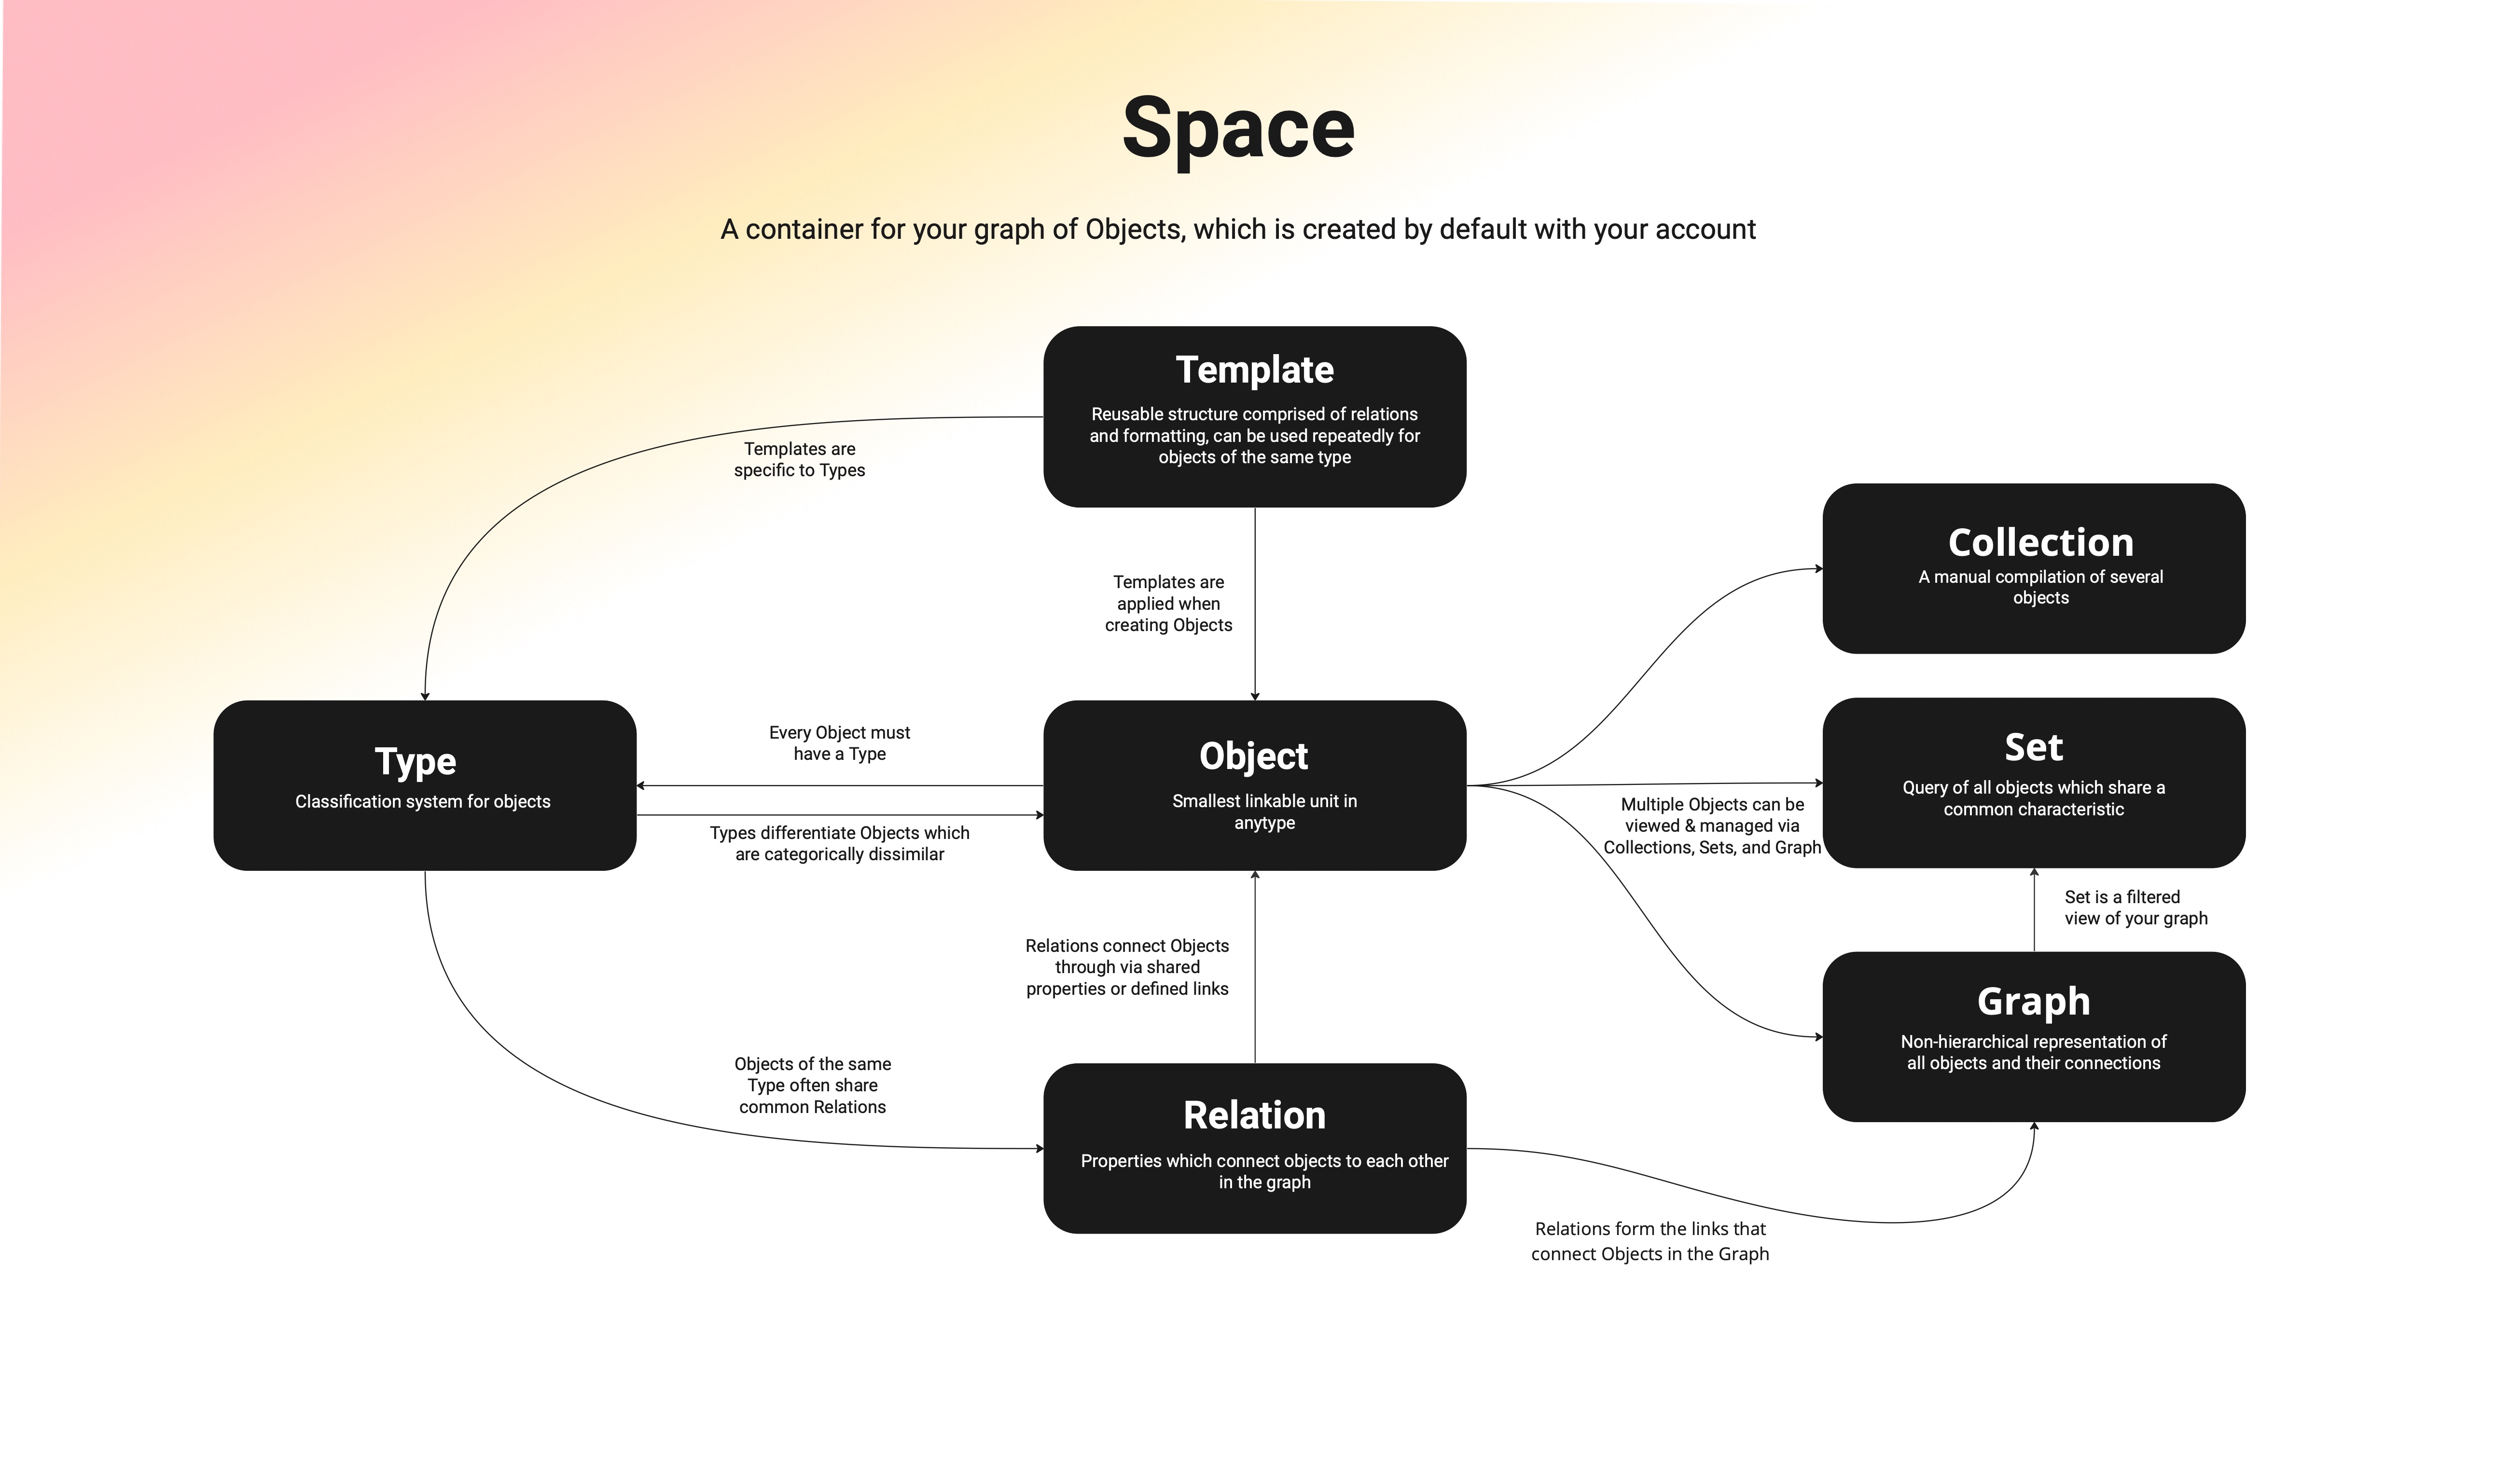 Space
A container for your graph of Objects, which is created by default with your account
Template
Reusable structure comprised of relations
and formatting, can be used repeatedly for
objects of the same type
Templates are
specific to Types
Templates are
applied when
creating Objects
Collection
A manual compilation of several
objects
Type
Classification system for objects
Every Object must
have a Type
Types differentiate Objects which
are categorically dissimilar
Object
Smallest linkable unit in
anytype
Multiple Objects can be
viewed & managed via
Collections, Sets, and Graph
Set
Query of all objects which share a
common characteristic
Set is a filtered
view of your graph
Relations connect Objects
through via shared
properties or defined links
Graph
Non-hierarchical representation of
all objects and their connections
Objects of the same
Type often share
common Relations
Relation
Properties which connect objects to each other
in the graph
Relations form the links that
connect Objects in the Graph